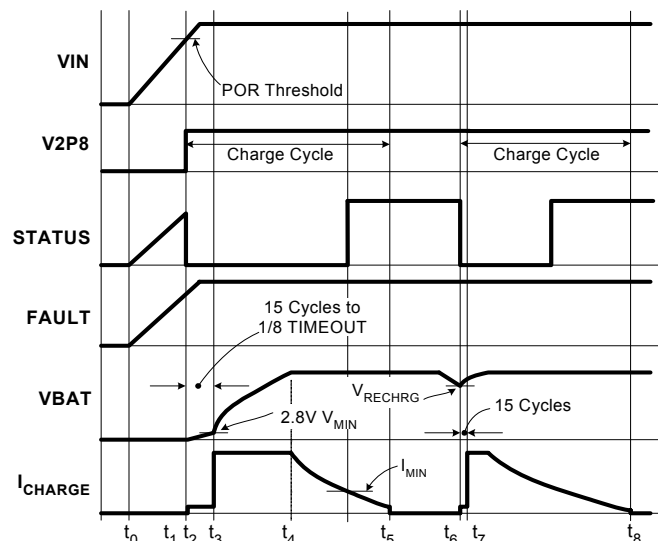 VIN
POR Threshold
V2P8
Charge Cycle
Charge Cycle
STATUS
FAULT
15 Cycles to
1/8 TIMEOUT
VBAT
VRECHRG
2.8V VMIN
15 Cycles
ICHARGE
IMIN
t0 t1 t2 t3 t4 t5 t6 t7 t8